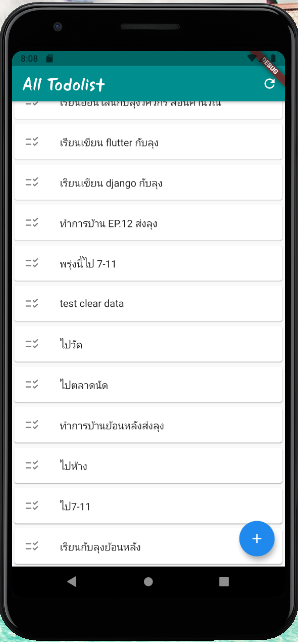 8:08
DEBUG
All Todolist
เรียนเขียน flutter กับลุง
เรียนเขียน django กับลุง
ทำการบ้าน EP.12 ส่งลุง
พรุ่งนี้ไป 7-11
test clear data
ไปวัด
ไปตลาดนัด
ทำการบ้านย้อนหลังส่งลุง
ไปห้าง
ไป7-11
เรียนกับลุงย้อนหลัง